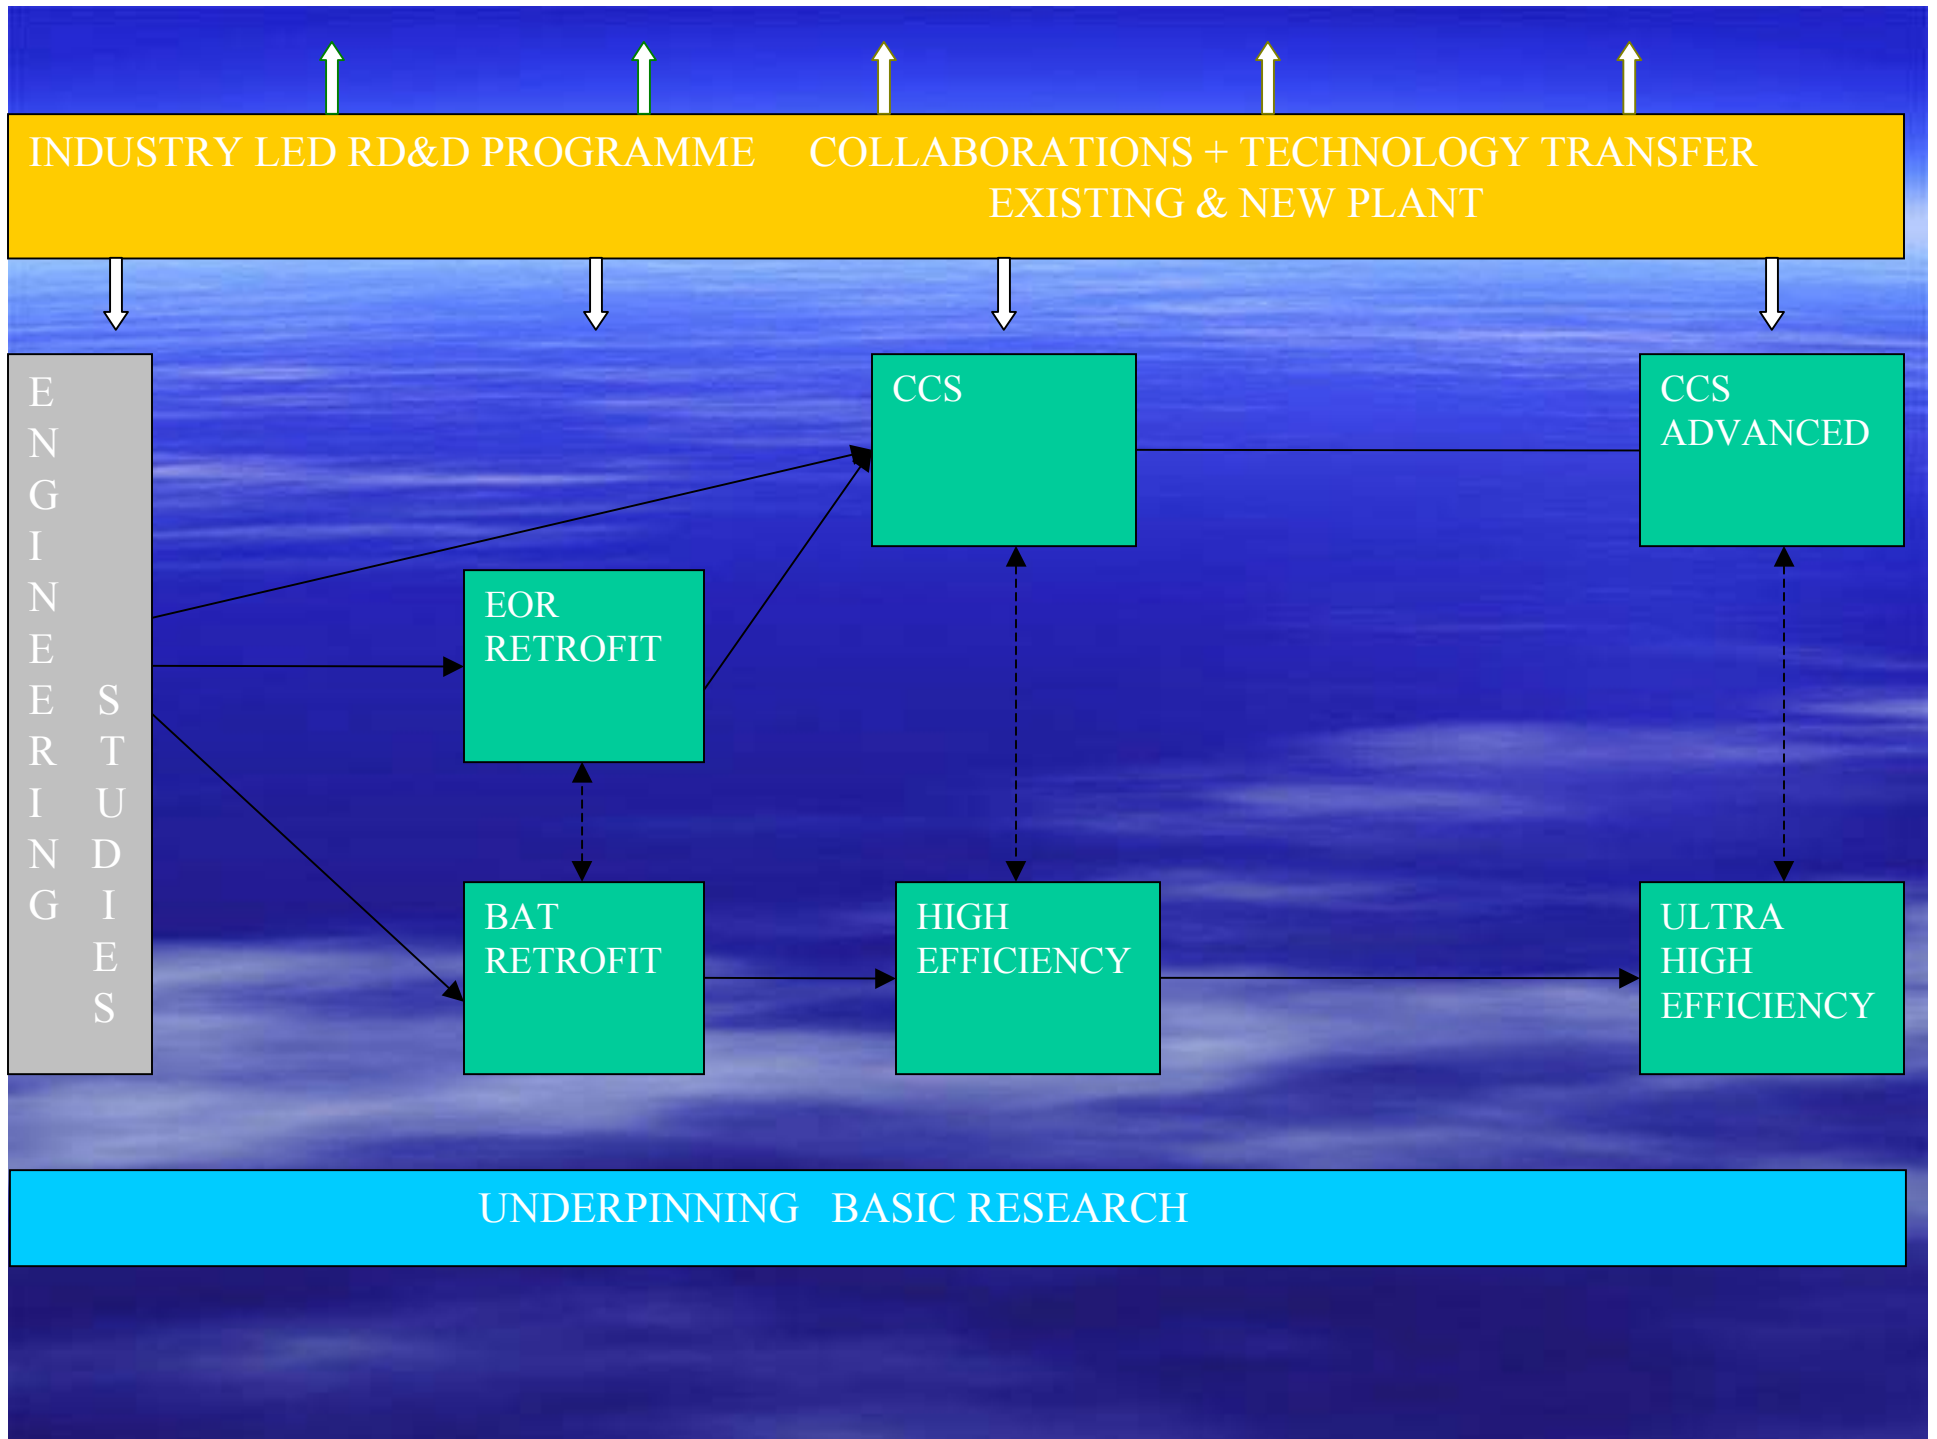 INDUSTRY LED RD&D PROGRAMME COLLABORATIONS + TECHNOLOGY TRANSFER
EXISTING & NEW PLANT
ENGINEERING
STUDIES
CCS
CCS
ADVANCED
EOR
RETROFIT
BAT
RETROFIT
HIGH
EFFICIENCY
ULTRA
HIGH
EFFICIENCY
UNDERPINNING BASIC RESEARCH